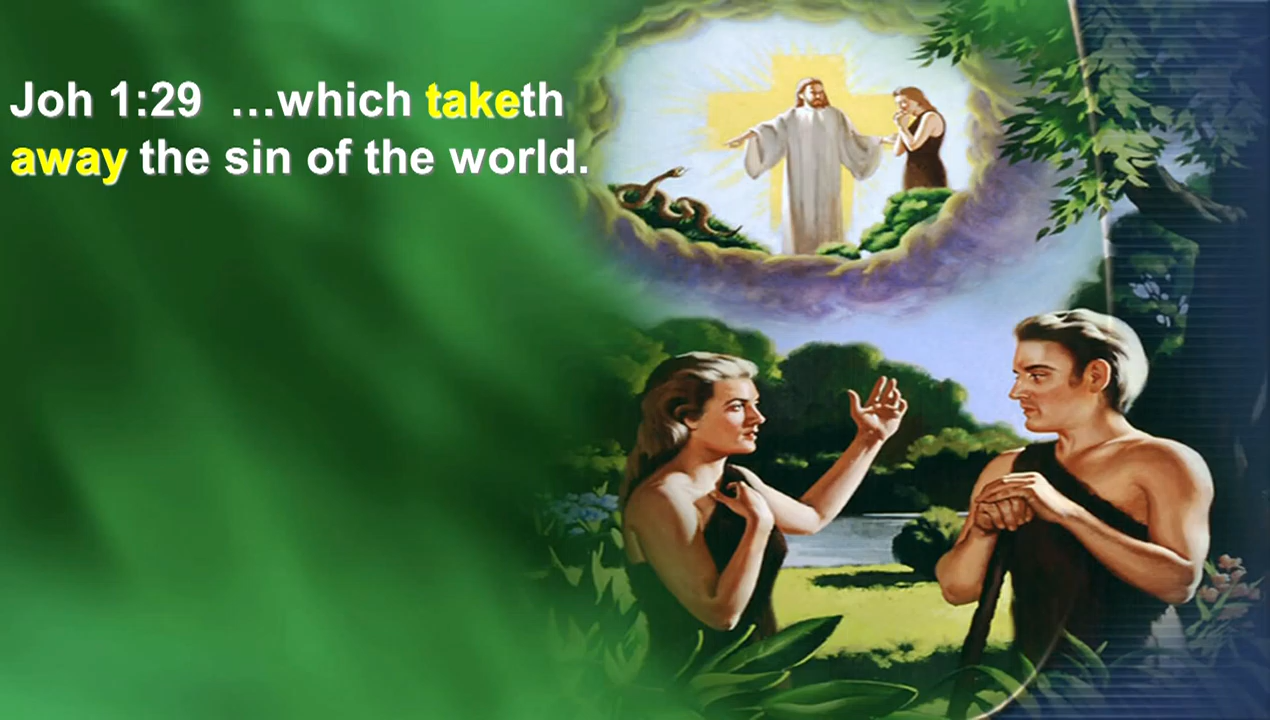 Joh 1:29 …which taketh
away the sin of the world.